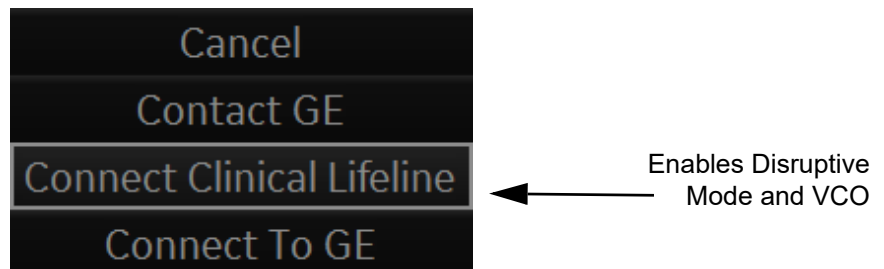 Cancel
Contact GE
Connect Clinical Lifeline
Connect To GE
Enables Disruptive
Mode and VCO